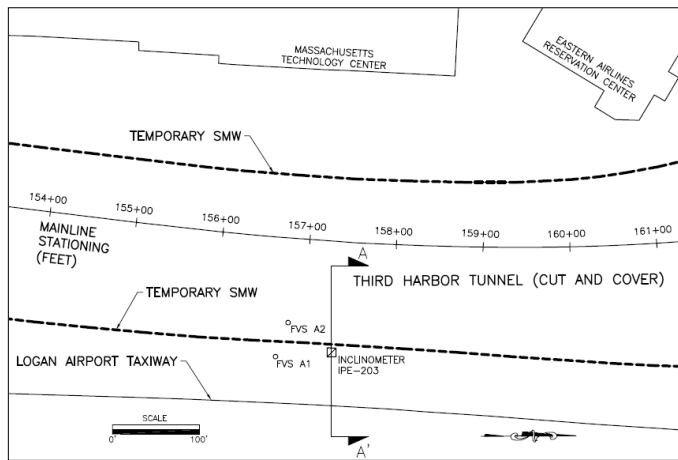 MASSACHUSETTS
TECHNOLOGY CENTER
EASTERN AIRLINES
RESERVATION CENTER
TEMPORARY SMW
154+00
155+00
156+00
157+00
158+00
159+00
160+00
161+00
MAINLINE
STATIONING
(FEET)
A
THIRD HARBOR TUNNEL (CUT AND COVER)
TEMPORARY SMW
FVS A2
FVS A1
INCLINOMETER
IPE-203
LOGAN AIRPORT TAXIWAY
SCALE
0'
100'
A'